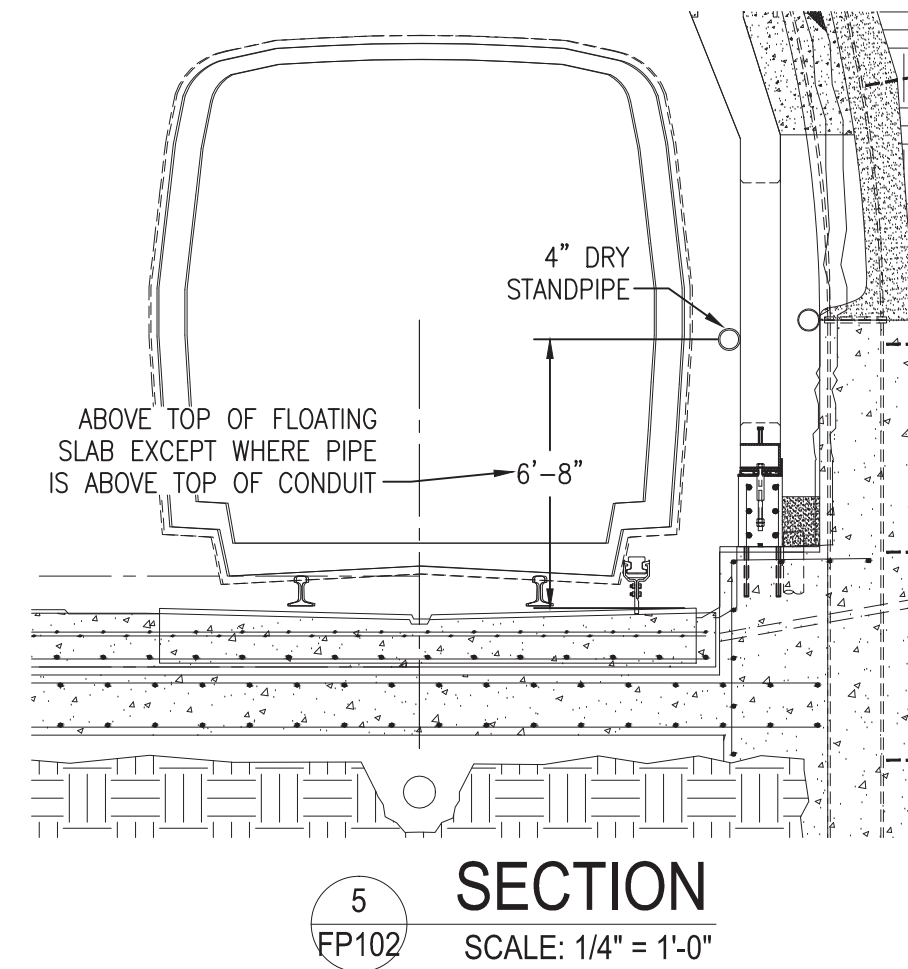 4” DRY
STANDPIPE
ABOVE TOP OF FLOATING
SLAB EXCEPT WHERE PIPE
IS ABOVE TOP OF CONDUIT
6’-8”
5
FP102
SECTION
SCALE: 1/4" = 1'-0"